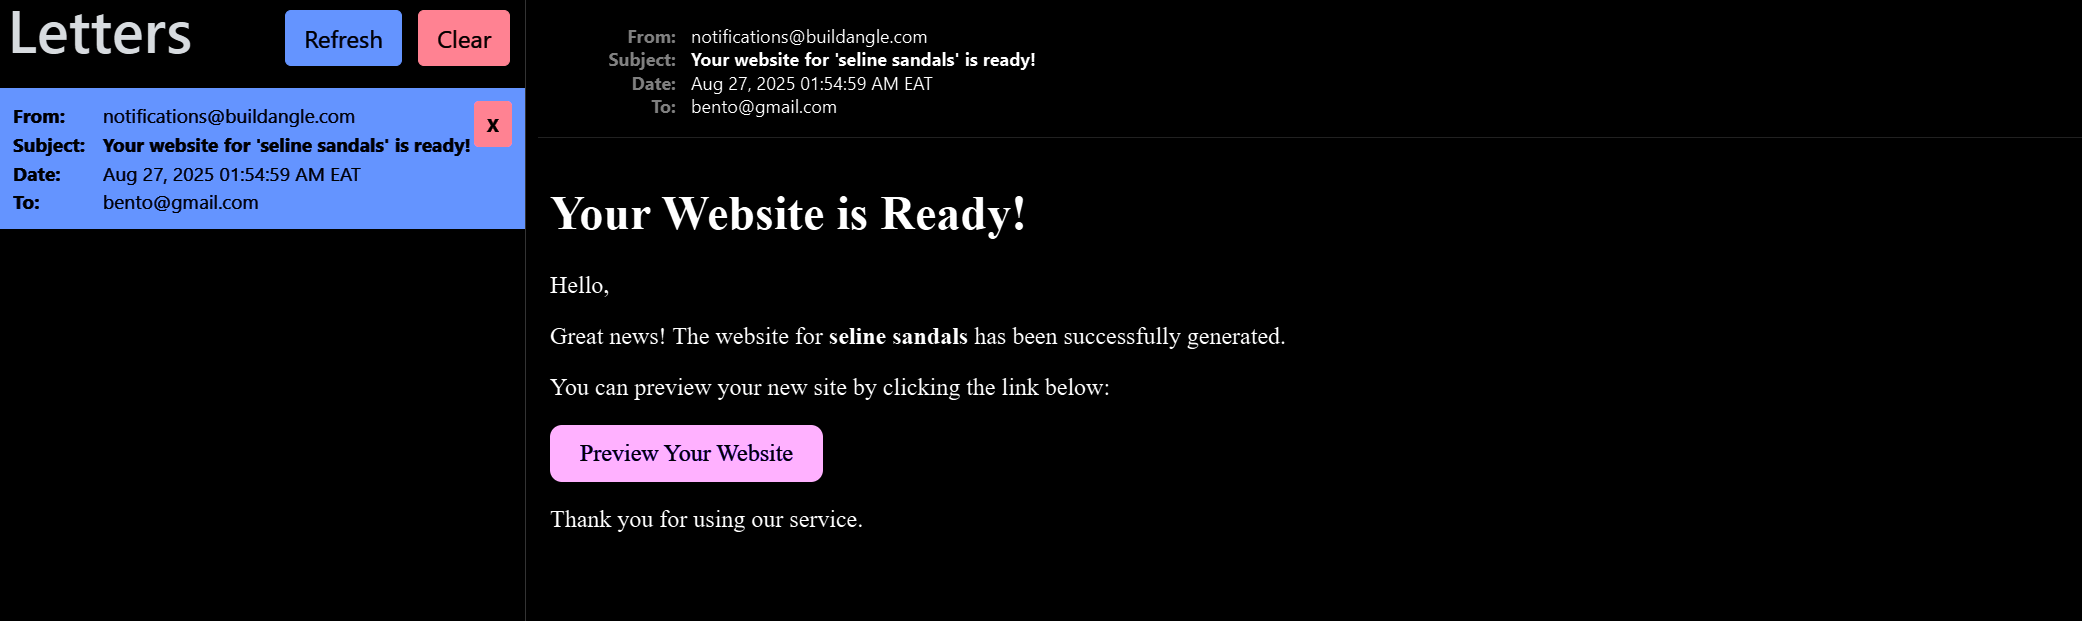 Letters
Refresh
Clear
From: notifications@buildangle.com
X
Subject: Your website for 'seline sandals' is ready!
Date: Aug 27, 2025 01:54:59 AM EAT
To: bento@gmail.com
From: notifications@buildangle.com
Subject: Your website for 'seline sandals' is ready!
Date: Aug 27, 2025 01:54:59 AM EAT
To: bento@gmail.com
Your Website is Ready!
Hello,
Great news! The website for seline sandals has been successfully generated.
You can preview your new site by clicking the link below:
Preview Your Website
Thank you for using our service.